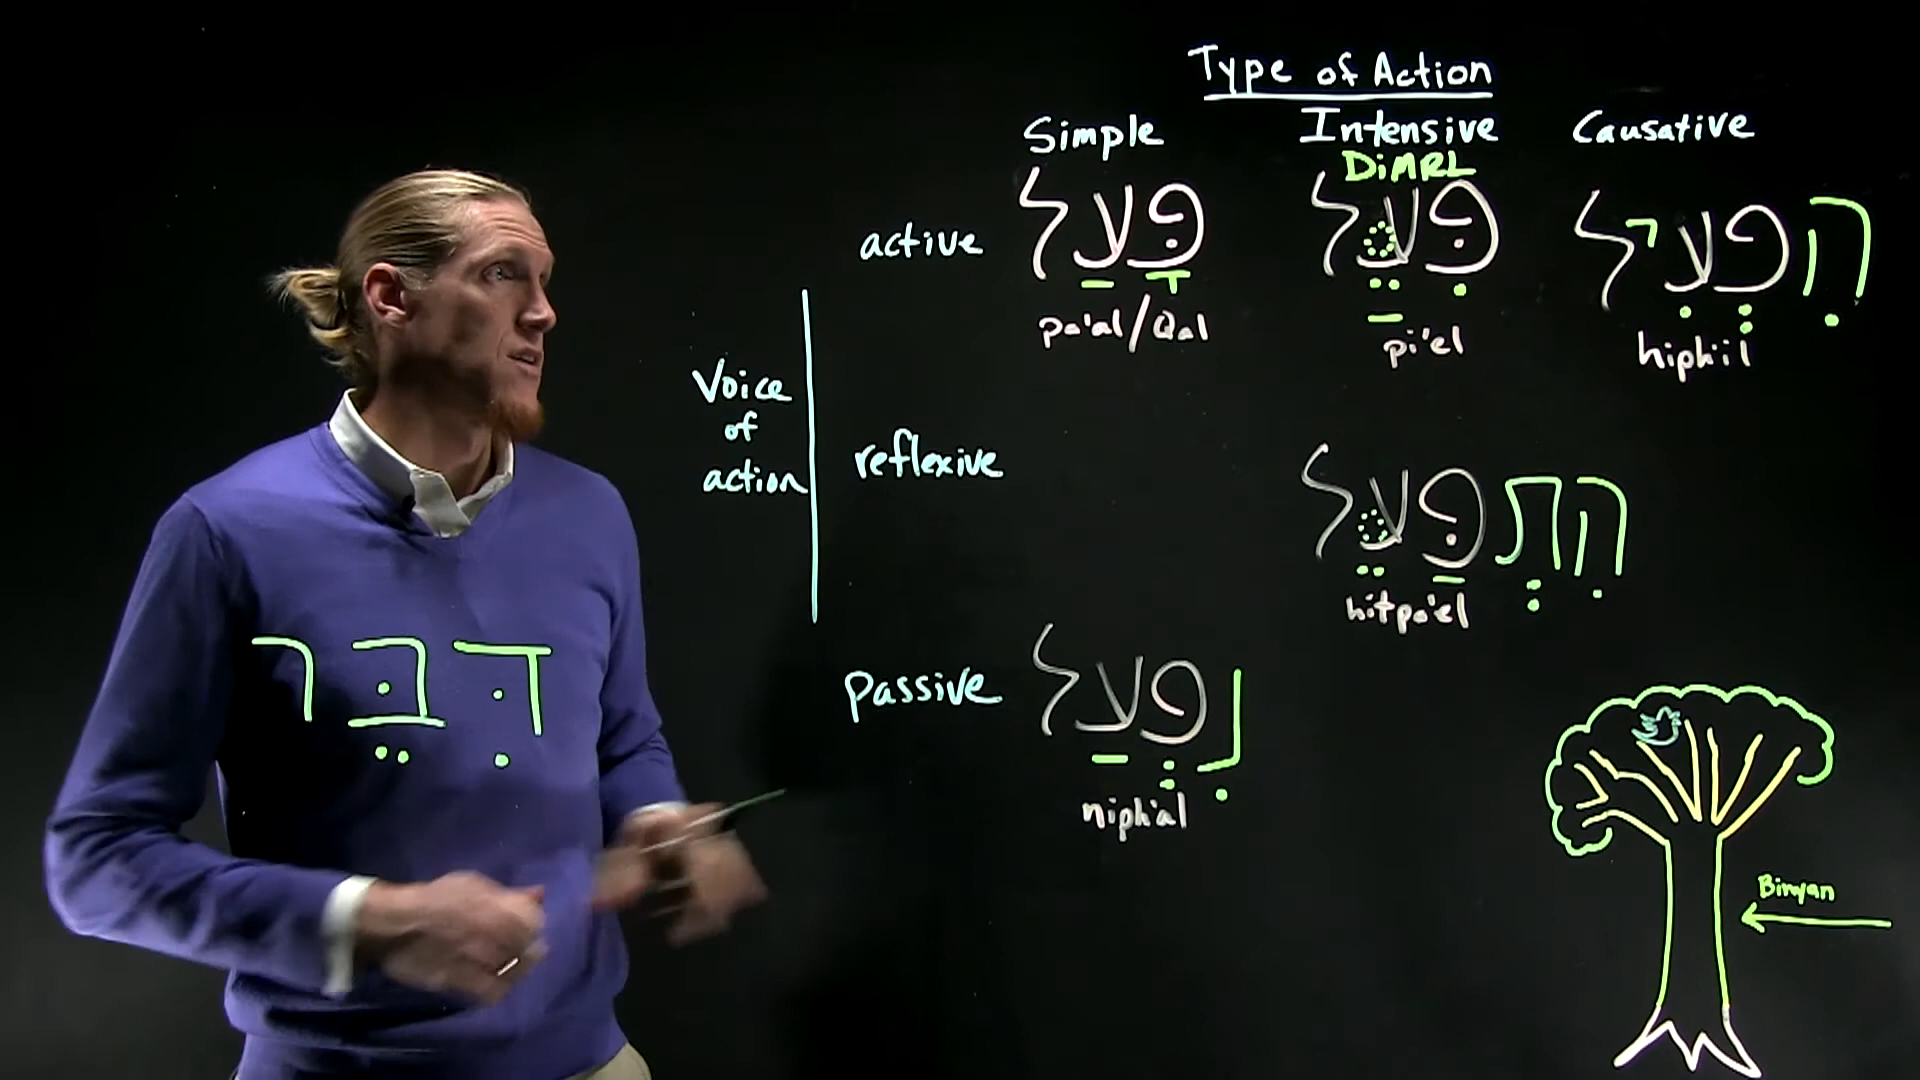 Type of Action
Simple Intensive Causative
DiMRL
active פָּעַל פִּעֵל הִפְעִיל
pa'al/Qal pi'el hiph'il
Voice
of
action
reflexive הִתְפַּעֵל
hitpa'el
passive נִפְעַל
niph'al
דִבֵּר
Binyan